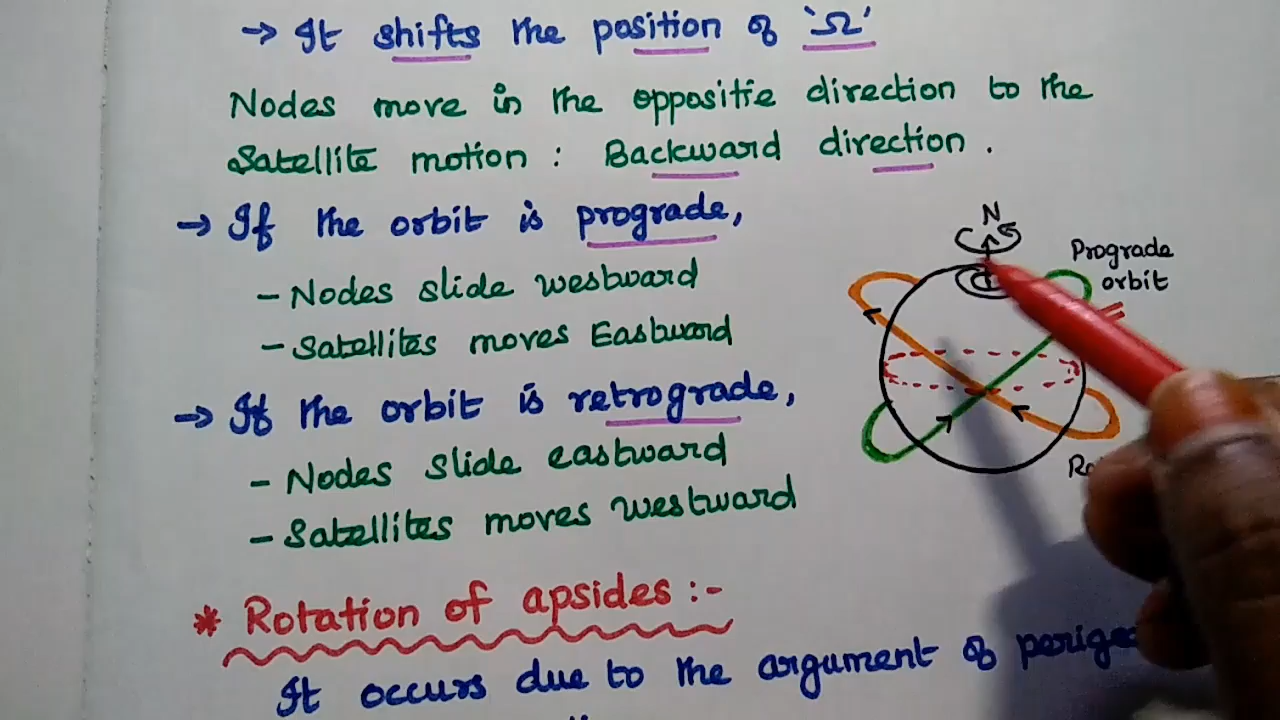 → It shifts the position of 'Ω'
Nodes move in the oppositie direction to the
Satellite motion : Backward direction .
→ If the orbit is prograde,
- Nodes slide westward
- Satellites moves Eastward
→ If the orbit is retrograde,
- Nodes slide eastward
- Satellites moves westward
N
Prograde
orbit
* Rotation of apsides :-
It occurs due to the argument of